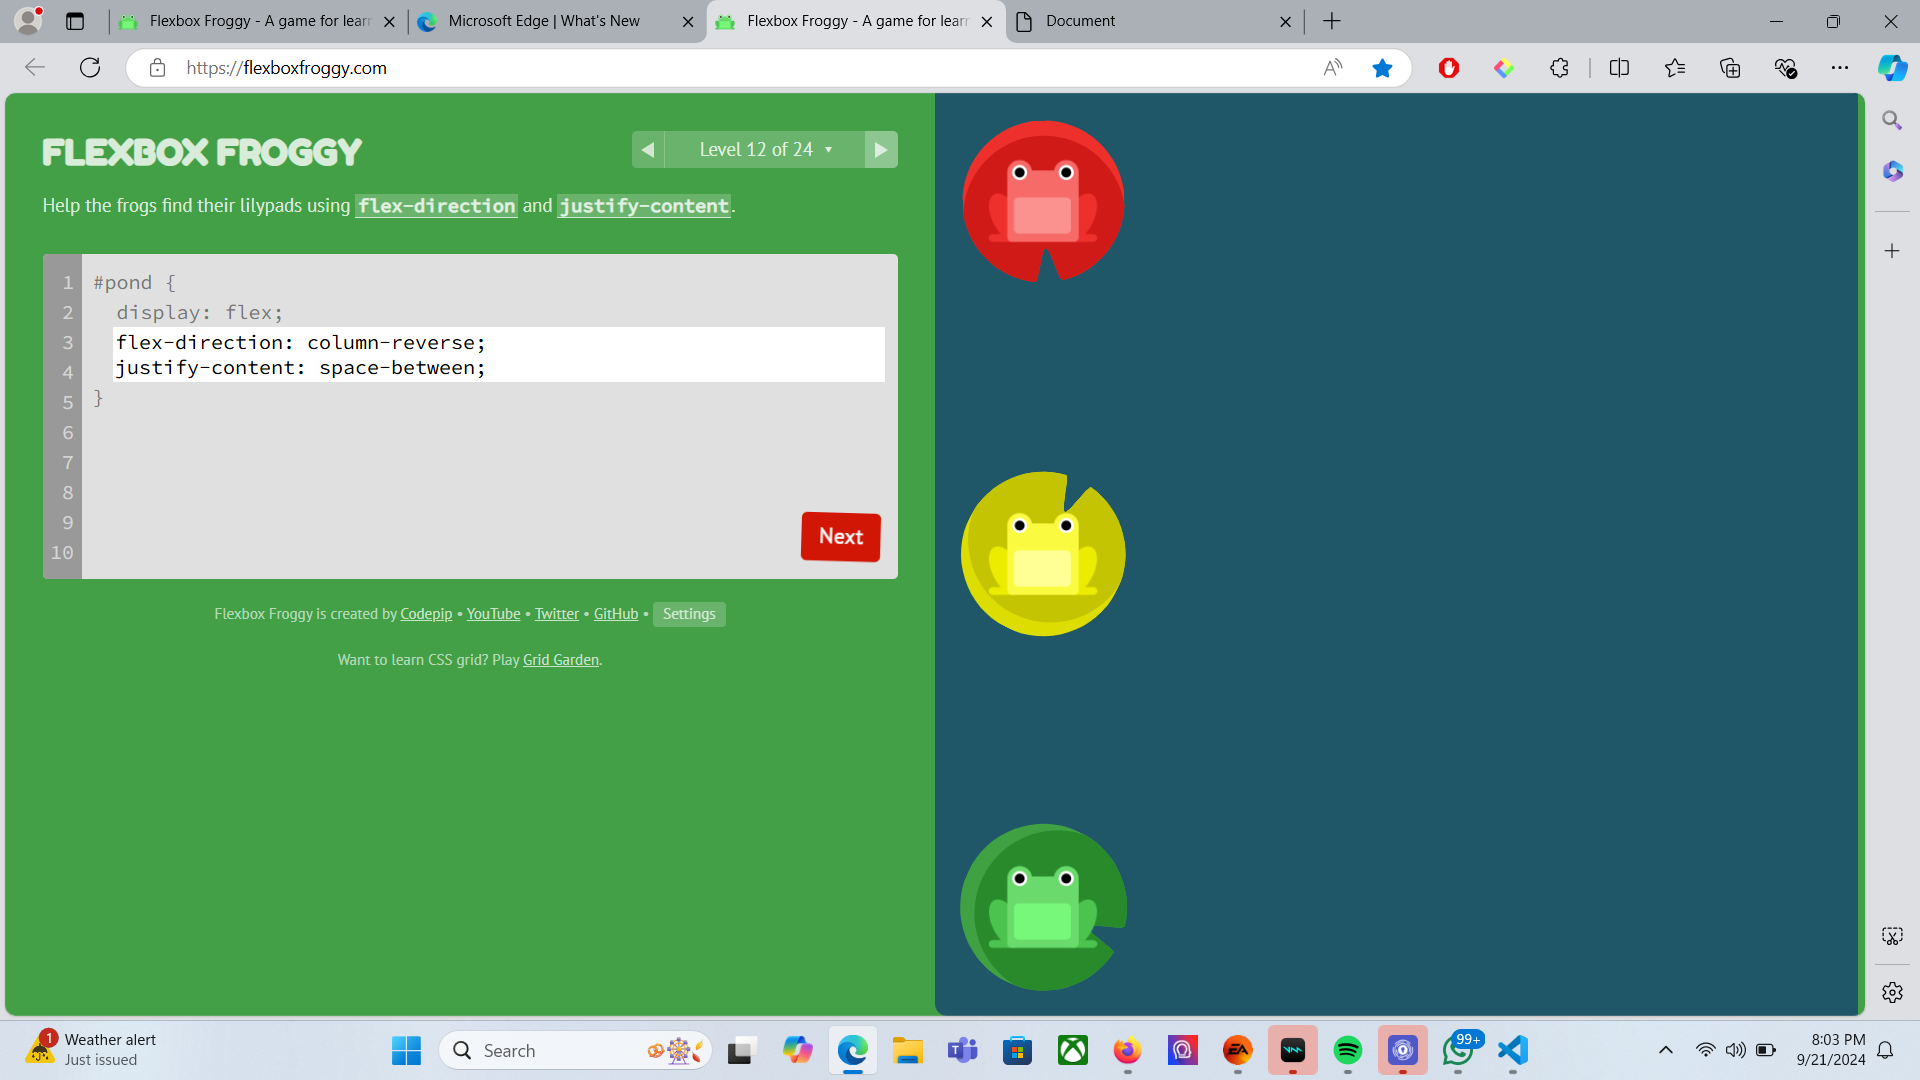 Flexbox Froggy - A game for learn
Microsoft Edge | What's New
Flexbox Froggy - A game for learn
Document
https://flexboxfroggy.com
FLEXBOX FROGGY
Level 12 of 24
Help the frogs find their lilypads using flex-direction and justify-content.
1 #pond {
2 display: flex;
3 flex-direction: column-reverse;
4 justify-content: space-between;
5 }
6
7
8
9
10
Next
Flexbox Froggy is created by Codepip • YouTube • Twitter • GitHub • Settings
Want to learn CSS grid? Play Grid Garden.
1
Weather alert
Just issued
Search
EA
99+
8:03 PM
9/21/2024